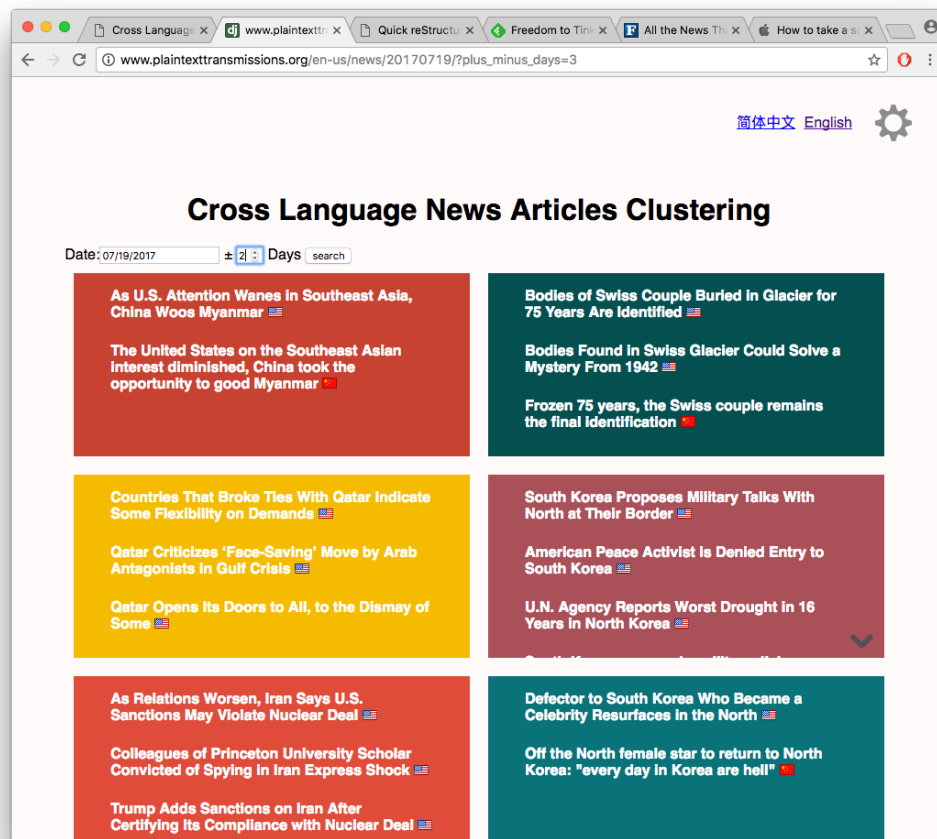 Cross Language
www.plaintexttr
Quick reStructu
Freedom to Tink
All the News Th
How to take a s
www.plaintexttransmissions.org/en-us/news/20170719/?plus_minus_days=3
简体中文 English
Cross Language News Articles Clustering
Date: 07/19/2017 ± 2 Days search
As U.S. Attention Wanes in Southeast Asia,
China Woos Myanmar
The United States on the Southeast Asian
Interest diminished, China took the
opportunity to good Myanmar
Bodies of Swiss Couple Buried in Glacier for
75 Years Are Identified
Bodies Found in Swiss Glacier Could Solve a
Mystery From 1942
Frozen 75 years, the Swiss couple remains
the final identification
Countries That Broke Ties With Qatar Indicate
Some Flexibility on Demands
Qatar Criticizes ‘Face-Saving’ Move by Arab
Antagonists in Gulf Crisis
Qatar Opens Its Doors to All, to the Dismay of
Some
South Korea Proposes Military Talks With
North at Their Border
American Peace Activist Is Denied Entry to
South Korea
U.N. Agency Reports Worst Drought in 16
Years in North Korea
As Relations Worsen, Iran Says U.S.
Sanctions May Violate Nuclear Deal
Colleagues of Princeton University Scholar
Convicted of Spying in Iran Express Shock
Trump Adds Sanctions on Iran After
Certifying Its Compliance with Nuclear Deal
Defector to South Korea Who Became a
Celebrity Resurfaces in the North
Off the North female star to return to North
Korea: "every day in Korea are hell"